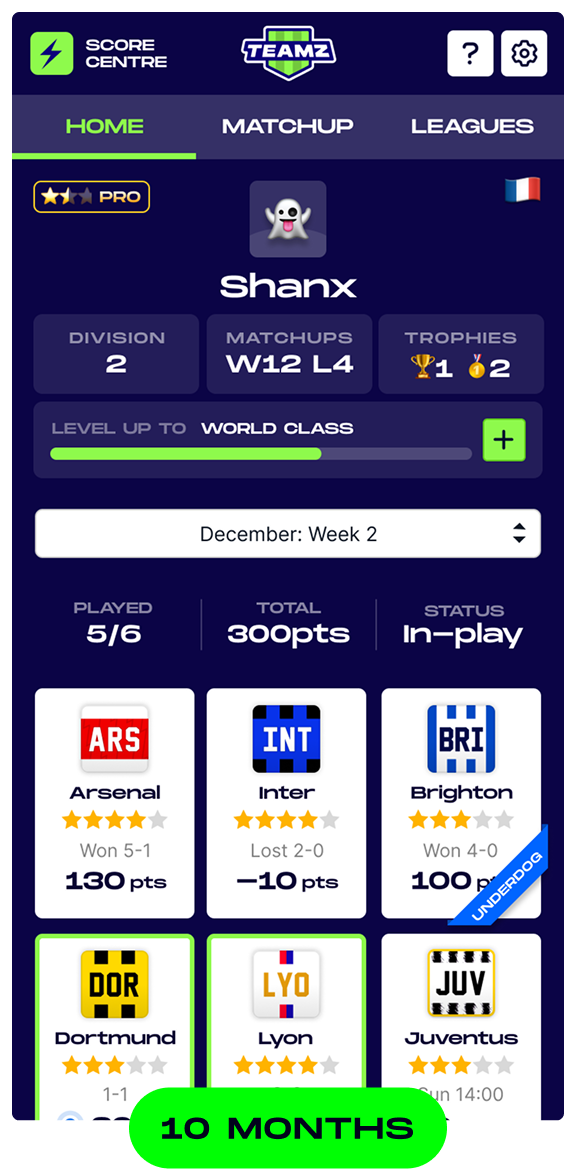 SCORE
CENTRE
TEAMZ
?
HOME MATCHUP LEAGUES
PRO
Shanx
DIVISION MATCHUPS TROPHIES
2 W12 L4 1 2
LEVEL UP TO WORLD CLASS
+
December: Week 2
PLAYED TOTAL STATUS
5/6 300pts In-play
ARS INT BRI
Arsenal Inter Brighton
Won 5-1 Lost 2-0 Won 4-0
130 pts -10 pts 100
UNDERDOG
DOR LYO JUV
Dortmund Lyon Juventus
1-1 Sun 14:00
10 MONTHS